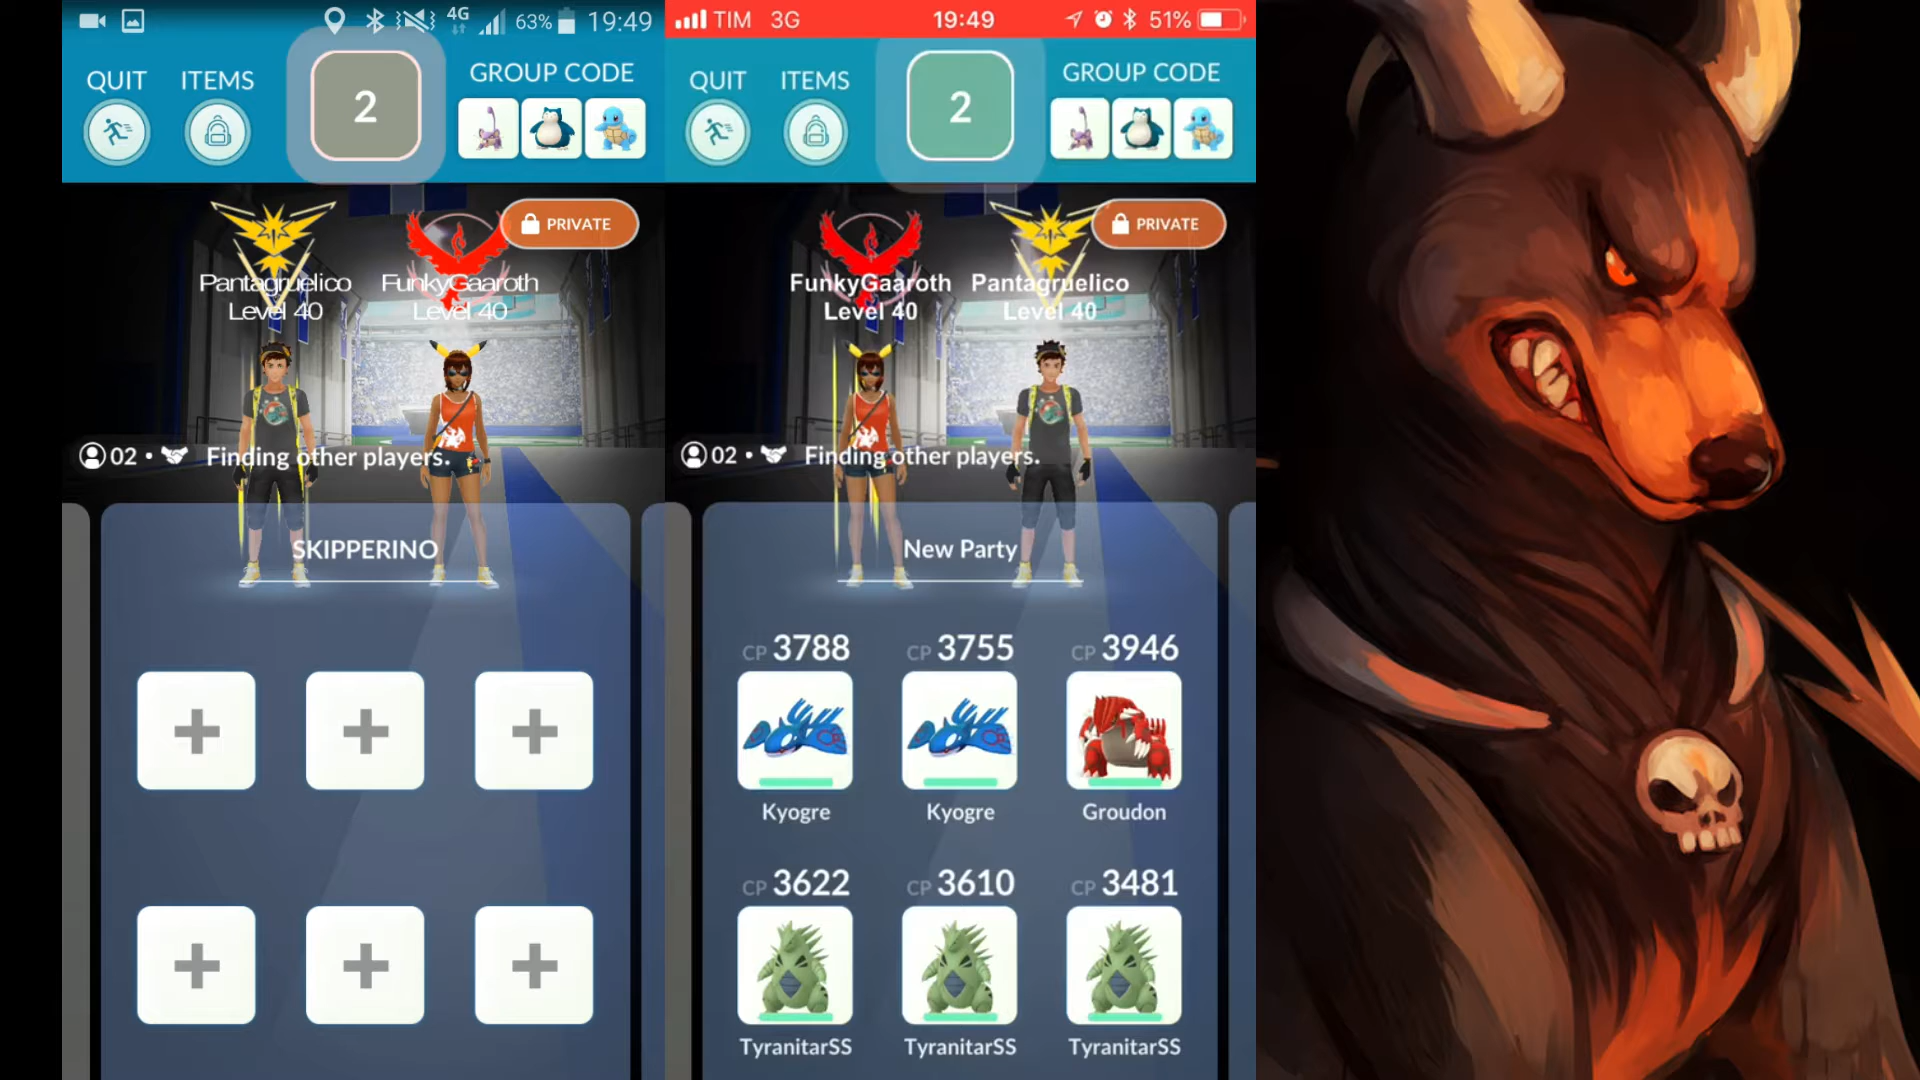 4G 63% 19:49
QUIT ITEMS 2 GROUP CODE
PRIVATE
Pantagruelico FunkyGaaroth
Level 40 Level 40
02 • Finding other players.
SKIPPERINO
TIM 3G 19:49 51%
QUIT ITEMS 2 GROUP CODE
PRIVATE
FunkyGaaroth Pantagruelico
Level 40 Level 40
02 • Finding other players.
New Party
CP 3788 CP 3755 CP 3946
Kyogre Kyogre Groudon
CP 3622 CP 3610 CP 3481
TyranitarSS TyranitarSS TyranitarSS